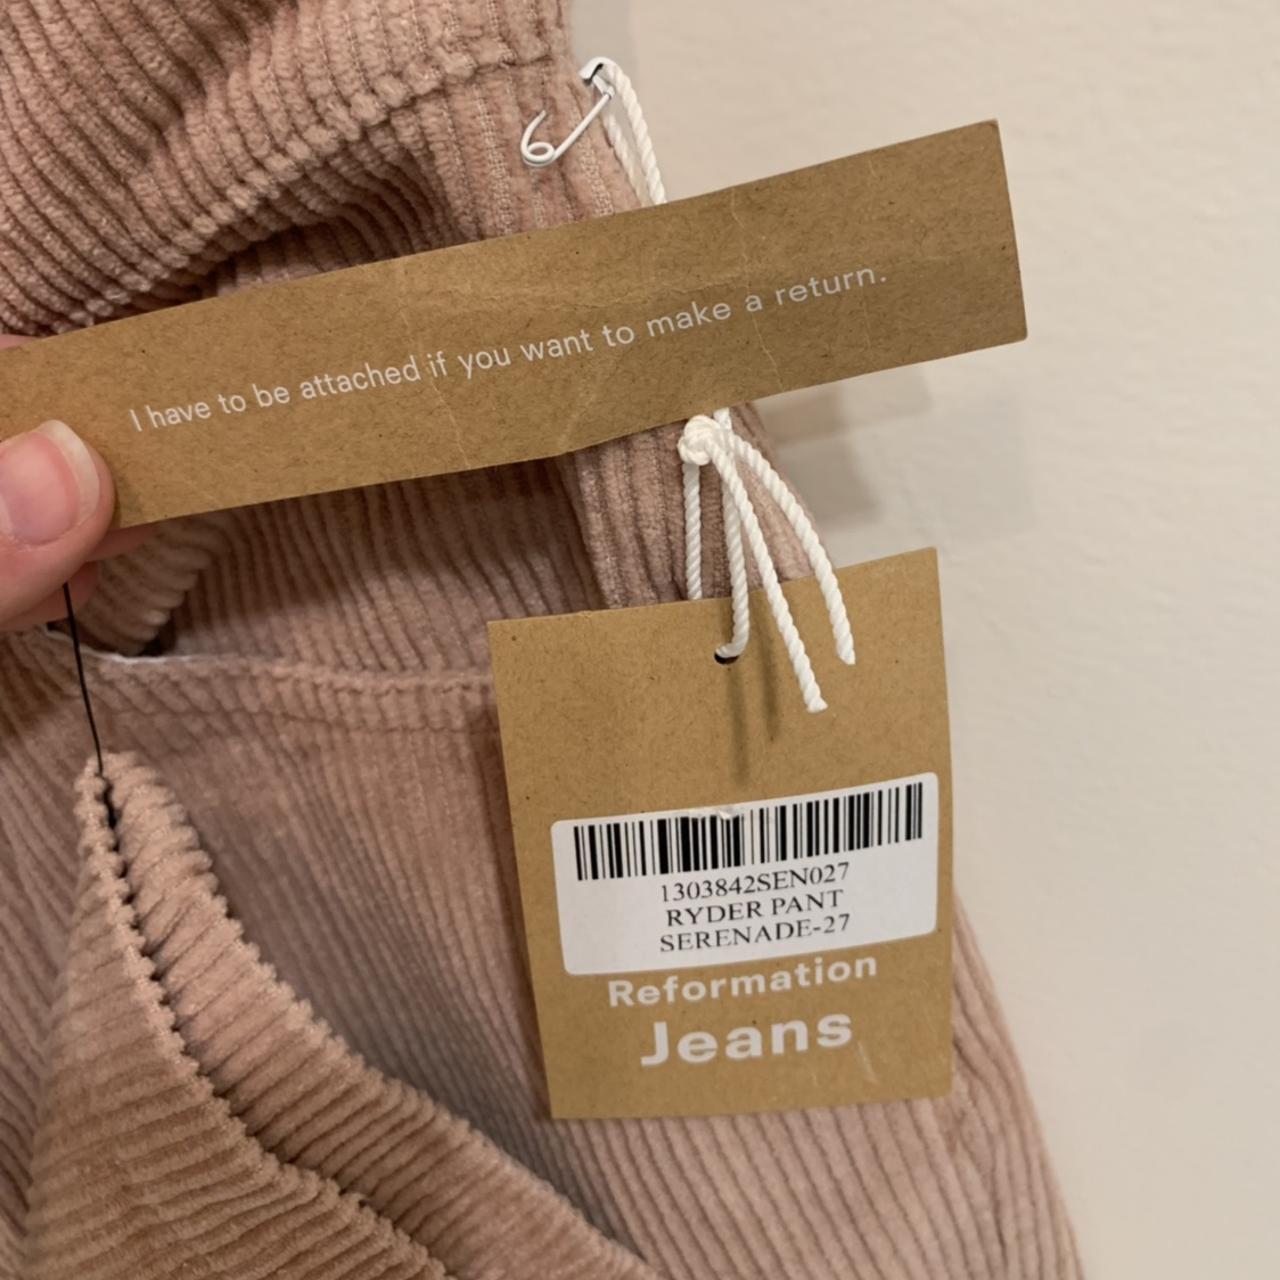 I have to be attached if you want to make a return.
1303842SEN027
RYDER PANT
SERENADE-27
Reformation
Jeans